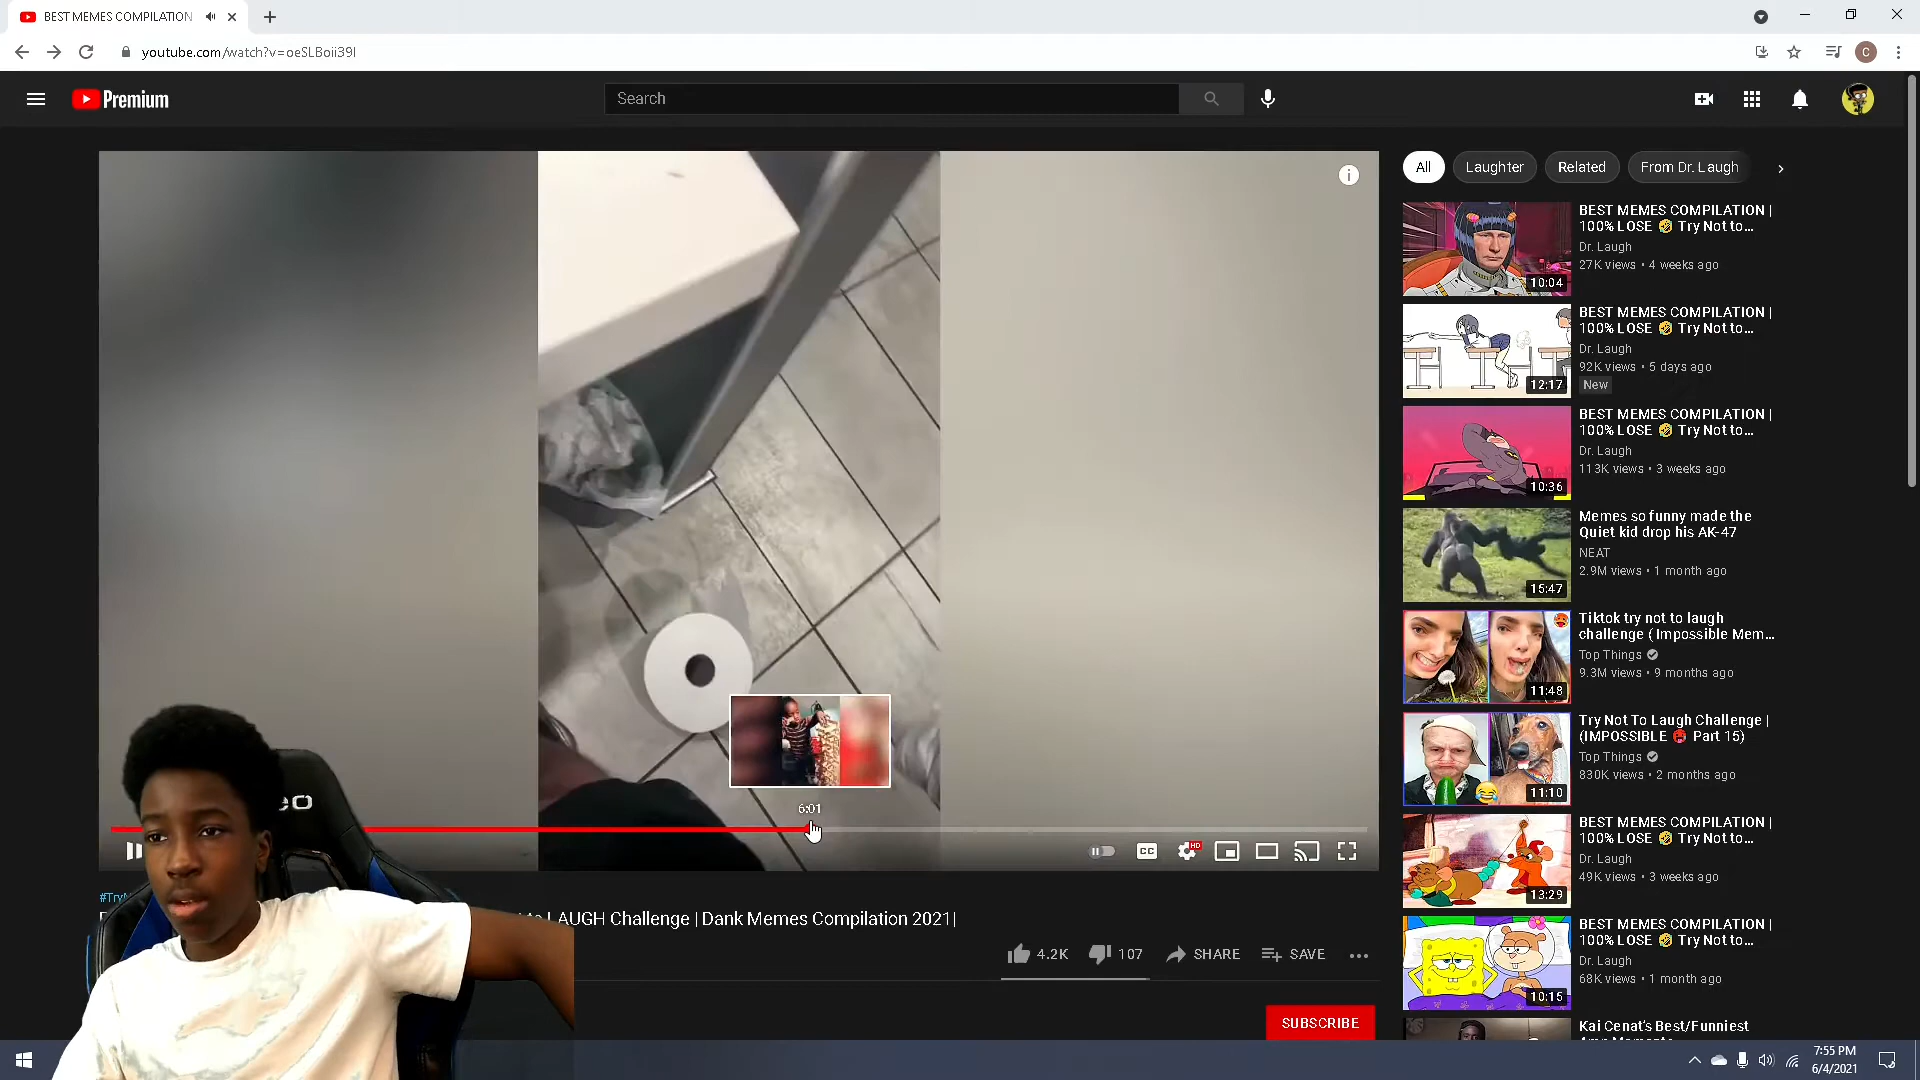 BEST MEMES COMPILATION
youtube.com/watch?v=oeSLBoii39I
C
Premium
Search
All
Laughter
Related
From Dr. Laugh
BEST MEMES COMPILATION |
100% LOSE 🤣 Try Not to...
Dr. Laugh
27K views • 4 weeks ago
10:04
BEST MEMES COMPILATION |
100% LOSE 🤣 Try Not to...
Dr. Laugh
92K views • 5 days ago
New
12:17
BEST MEMES COMPILATION |
100% LOSE 🤣 Try Not to...
Dr. Laugh
113K views • 3 weeks ago
10:36
Memes so funny made the
Quiet kid drop his AK-47
NEAT
2.9M views • 1 month ago
15:47
Tiktok try not to laugh
challenge ( Impossible Mem...
Top Things
9.3M views • 9 months ago
11:48
Try Not To Laugh Challenge |
(IMPOSSIBLE 🥵 Part 15)
Top Things
830K views • 2 months ago
11:10
BEST MEMES COMPILATION |
100% LOSE 🤣 Try Not to...
Dr. Laugh
49K views • 3 weeks ago
13:29
BEST MEMES COMPILATION |
100% LOSE 🤣 Try Not to...
Dr. Laugh
68K views • 1 month ago
10:15
Kai Cenat's Best/Funniest
6:01
CC
HD
LAUGH Challenge | Dank Memes Compilation 2021|
4.2K
107
SHARE
SAVE
SUBSCRIBE
7:55 PM
6/4/2021